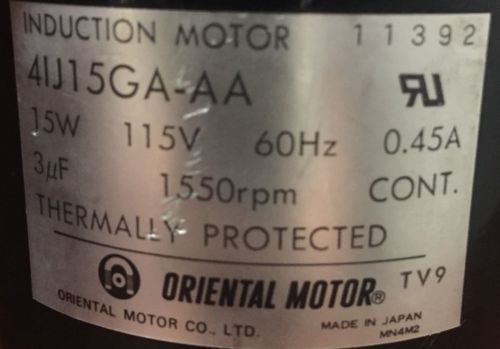 INDUCTION MOTOR 11392
4IJ15GA-AA
15W 115V 60Hz 0.45A
3μF 1550rpm CONT.
THERMALLY PROTECTED
ORIENTAL MOTOR® TV9
ORIENTAL MOTOR CO., LTD. MADE IN JAPAN
MN4M2